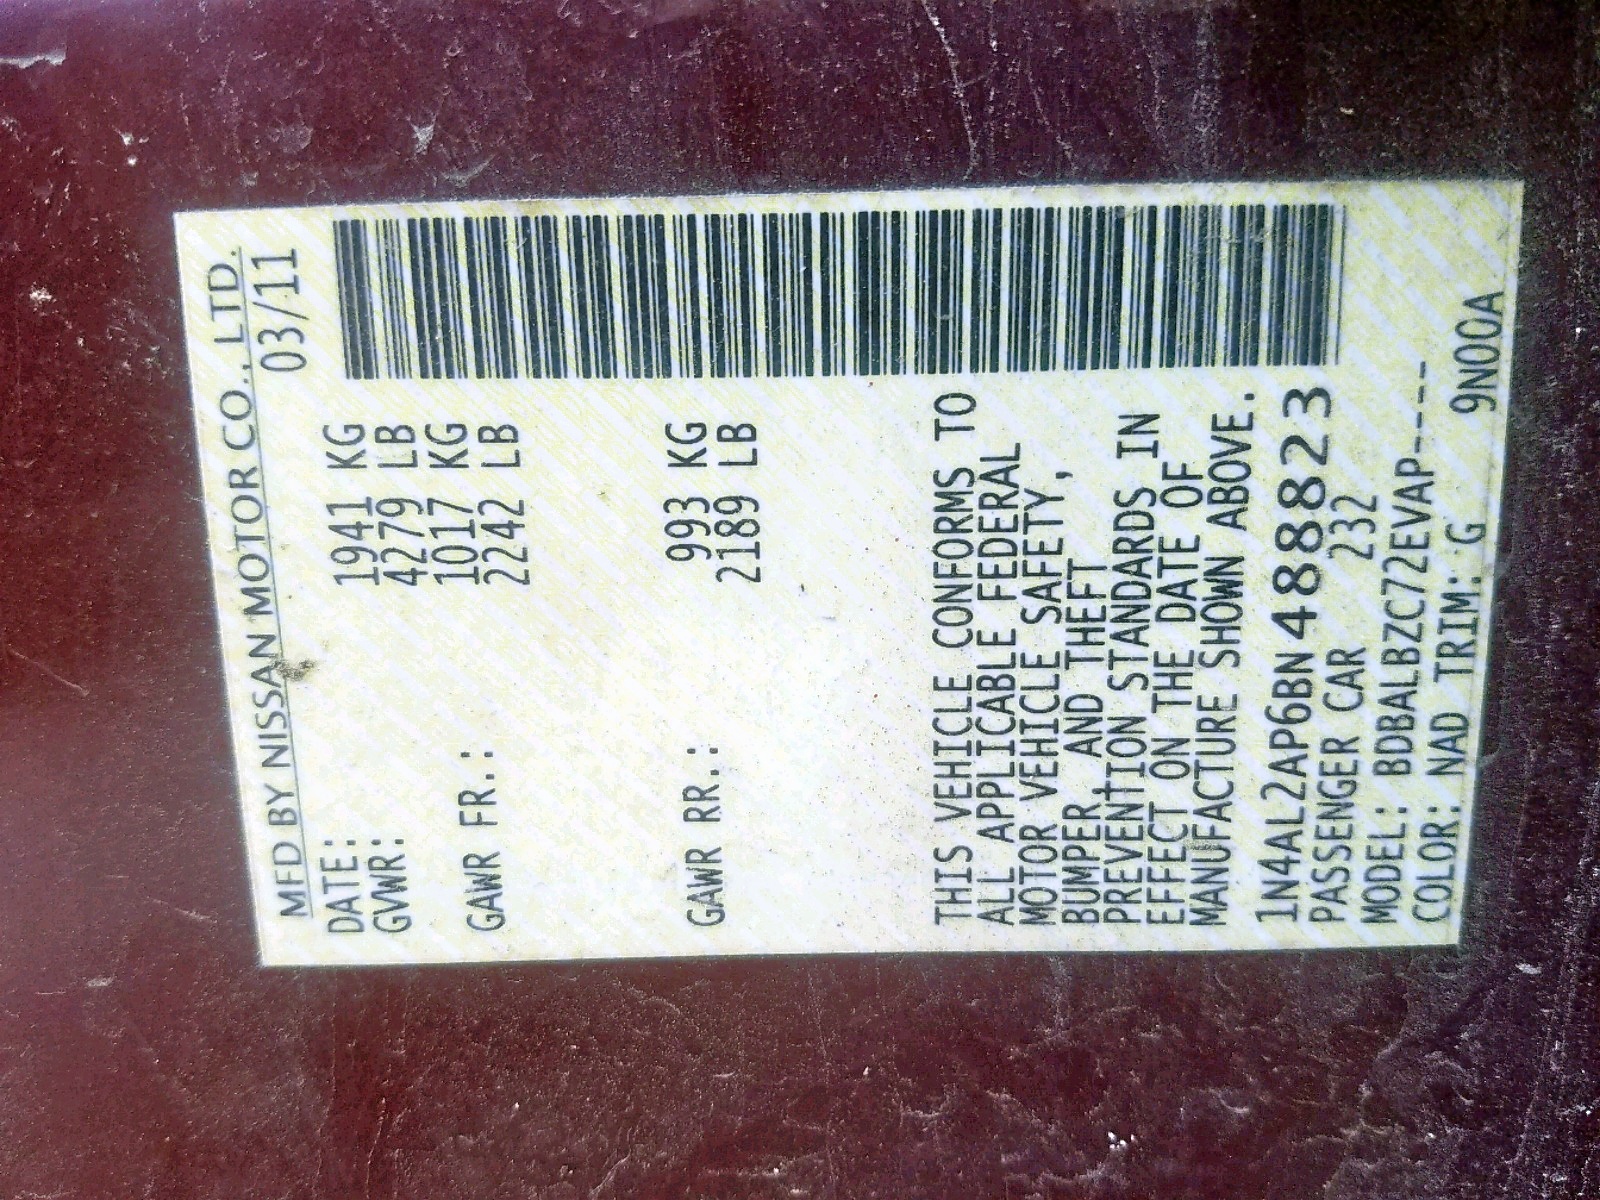 MFD BY NISSAN MOTOR CO., LTD.
DATE: 03/11
GVWR: 1941 KG
4279 LB
GAWR FR.: 1017 KG
2242 LB
GAWR RR.: 993 KG
2189 LB
THIS VEHICLE CONFORMS TO
ALL APPLICABLE FEDERAL
MOTOR VEHICLE SAFETY,
BUMPER, AND THEFT
PREVENTION STANDARDS IN
EFFECT ON THE DATE OF
MANUFACTURE SHOWN ABOVE.
1N4AL2AP6BN488823
PASSENGER CAR 232
MODEL: BDBALBZC72EVAP----
COLOR: NAD TRIM: G 9N00A